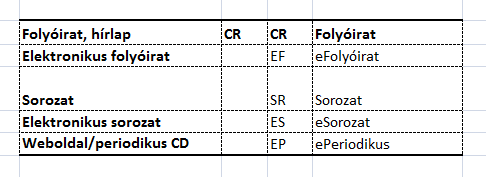 Folyóirat, hírlap CR CR Folyóirat
Elektronikus folyóirat EF eFolyóirat
Sorozat SR Sorozat
Elektronikus sorozat ES eSorozat
Weboldal/periodikus CD EP ePeriodikus